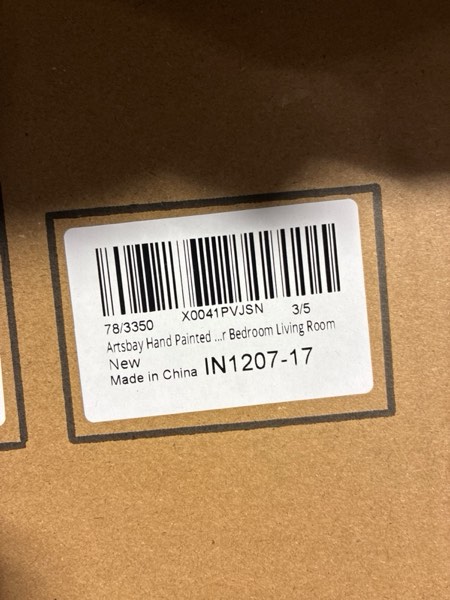 78/3350 X0041PVJSN 3/5
Artsbay Hand Painted ...r Bedroom Living Room
New
Made in China IN1207-17